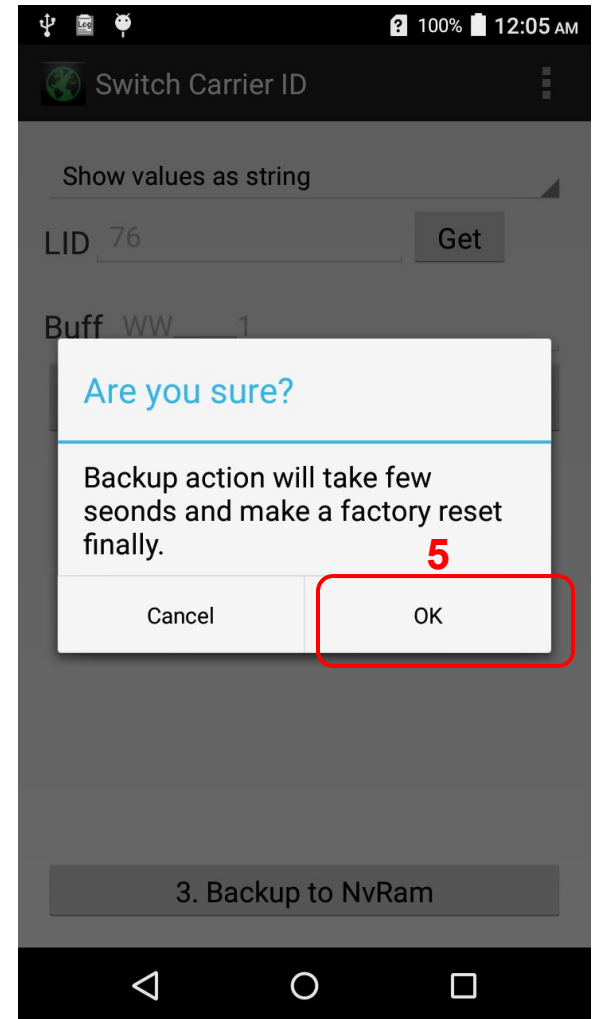 Log ? 100% 12:05 AM
Switch Carrier ID
Show values as string
LID 76 Get
Buff WW____1
Are you sure?
Backup action will take few
seonds and make a factory reset
finally.
5
Cancel OK
3. Backup to NvRam